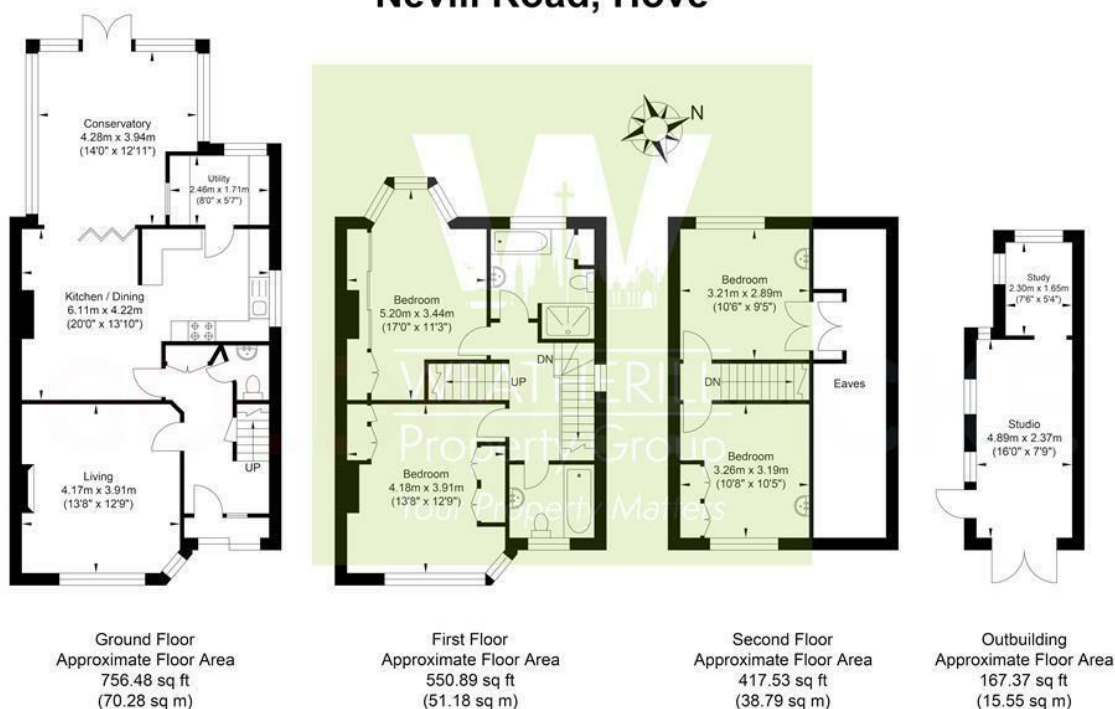 Nevill Road, Hove
Conservatory
4.28m x 3.94m
(14'0" x 12'11")
Utility
2.46m x 1.71m
(8'0" x 5'7")
Kitchen / Dining
6.11m x 4.22m
(20'0" x 13'10")
Living
4.17m x 3.91m
(13'8" x 12'9")
UP
Ground Floor
Approximate Floor Area
756.48 sq ft
(70.28 sq m)
N
Bedroom
5.20m x 3.44m
(17'0" x 11'3")
DN
UP
Bedroom
4.18m x 3.91m
(13'8" x 12'9")
WHATHERILL
Property Group
Your Property Matters
First Floor
Approximate Floor Area
550.89 sq ft
(51.18 sq m)
Bedroom
3.21m x 2.89m
(10'6" x 9'5")
DN
Eaves
Bedroom
3.26m x 3.19m
(10'8" x 10'5")
Second Floor
Approximate Floor Area
417.53 sq ft
(38.79 sq m)
Study
2.30m x 1.65m
(7'6" x 5'4")
Studio
4.89m x 2.37m
(16'0" x 7'9")
Outbuilding
Approximate Floor Area
167.37 sq ft
(15.55 sq m)